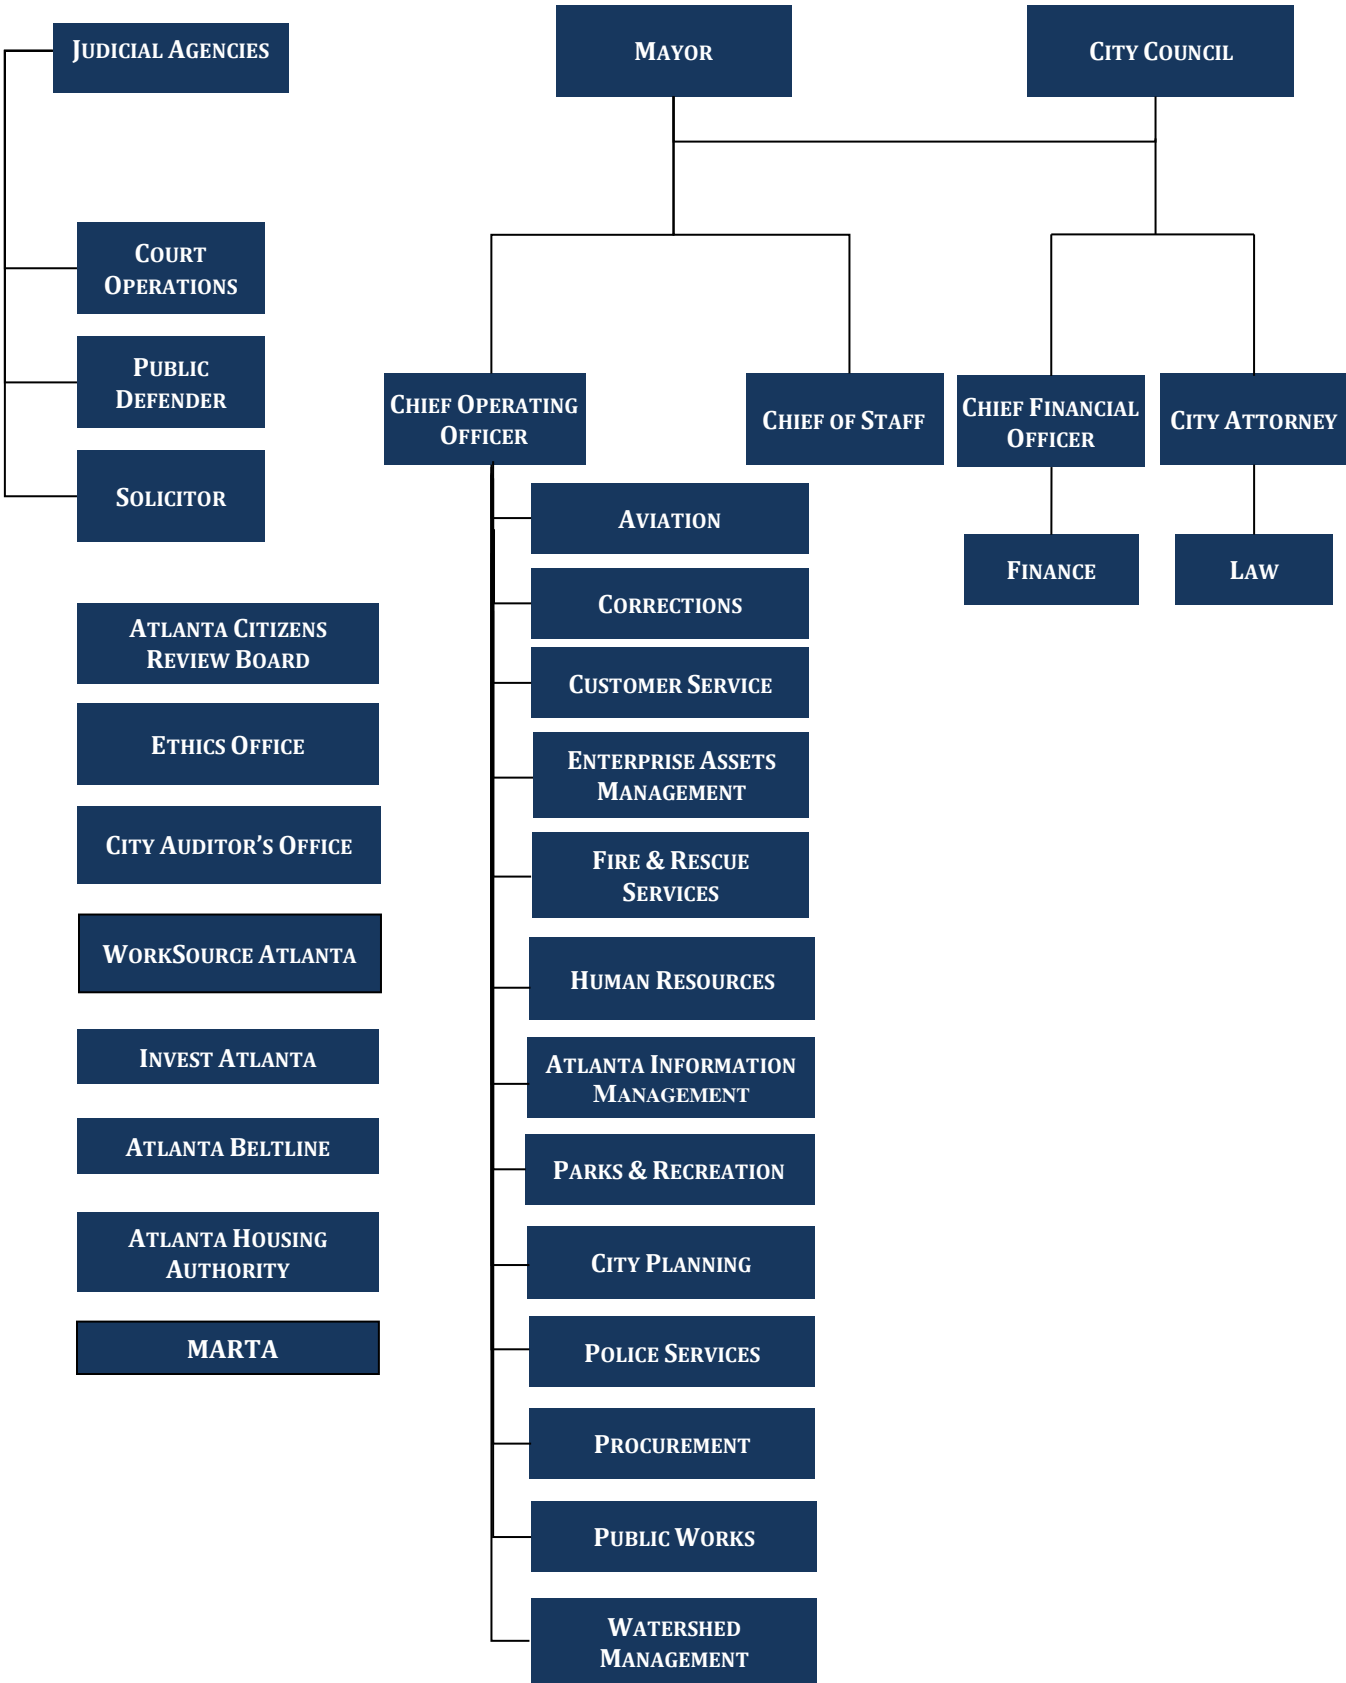 JUDICIAL AGENCIES
MAYOR
CITY COUNCIL
COURT
OPERATIONS
PUBLIC
DEFENDER
SOLICITOR
CHIEF OPERATING
OFFICER
CHIEF OF STAFF
CHIEF FINANCIAL
OFFICER
CITY ATTORNEY
FINANCE
LAW
AVIATION
CORRECTIONS
CUSTOMER SERVICE
ENTERPRISE ASSETS
MANAGEMENT
FIRE & RESCUE
SERVICES
HUMAN RESOURCES
ATLANTA INFORMATION
MANAGEMENT
PARKS & RECREATION
CITY PLANNING
POLICE SERVICES
PROCUREMENT
PUBLIC WORKS
WATERSHED
MANAGEMENT
ATLANTA CITIZENS
REVIEW BOARD
ETHICS OFFICE
CITY AUDITOR’S OFFICE
WORKSOURCE ATLANTA
INVEST ATLANTA
ATLANTA BELTLINE
ATLANTA HOUSING
AUTHORITY
MARTA